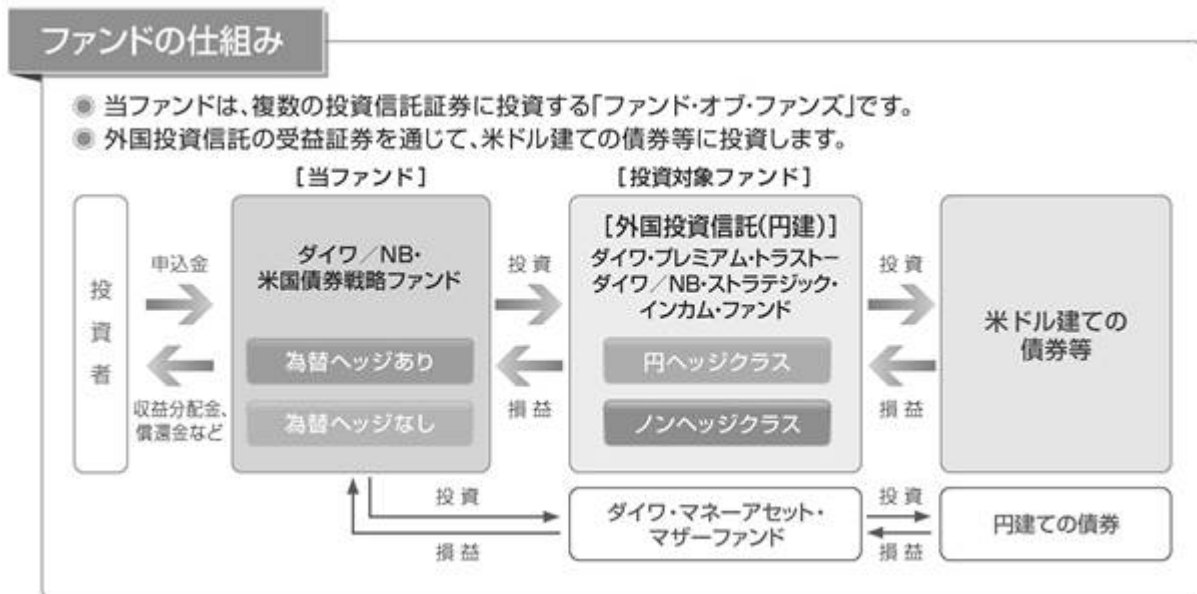 ファンドの仕組み
当ファンドは、複数の投資信託証券に投資する「ファンド・オブ・ファンズ」です。
外国投資信託の受益証券を通じて、米ドル建ての債券等に投資します。
[当ファンド]
[投資対象ファンド]
投資者
申込金
収益分配金、
償還金など
ダイワ／NB・
米国債券戦略ファンド
為替ヘッジあり
為替ヘッジなし
投資
損益
[外国投資信託(円建)]
ダイワ・プレミアム・トラストー
ダイワ／NB・ストラテジック・
インカム・ファンド
円ヘッジクラス
ノンヘッジクラス
投資
損益
米ドル建ての
債券等
投資
損益
ダイワ・マネーアセット・
マザーファンド
投資
損益
円建ての債券